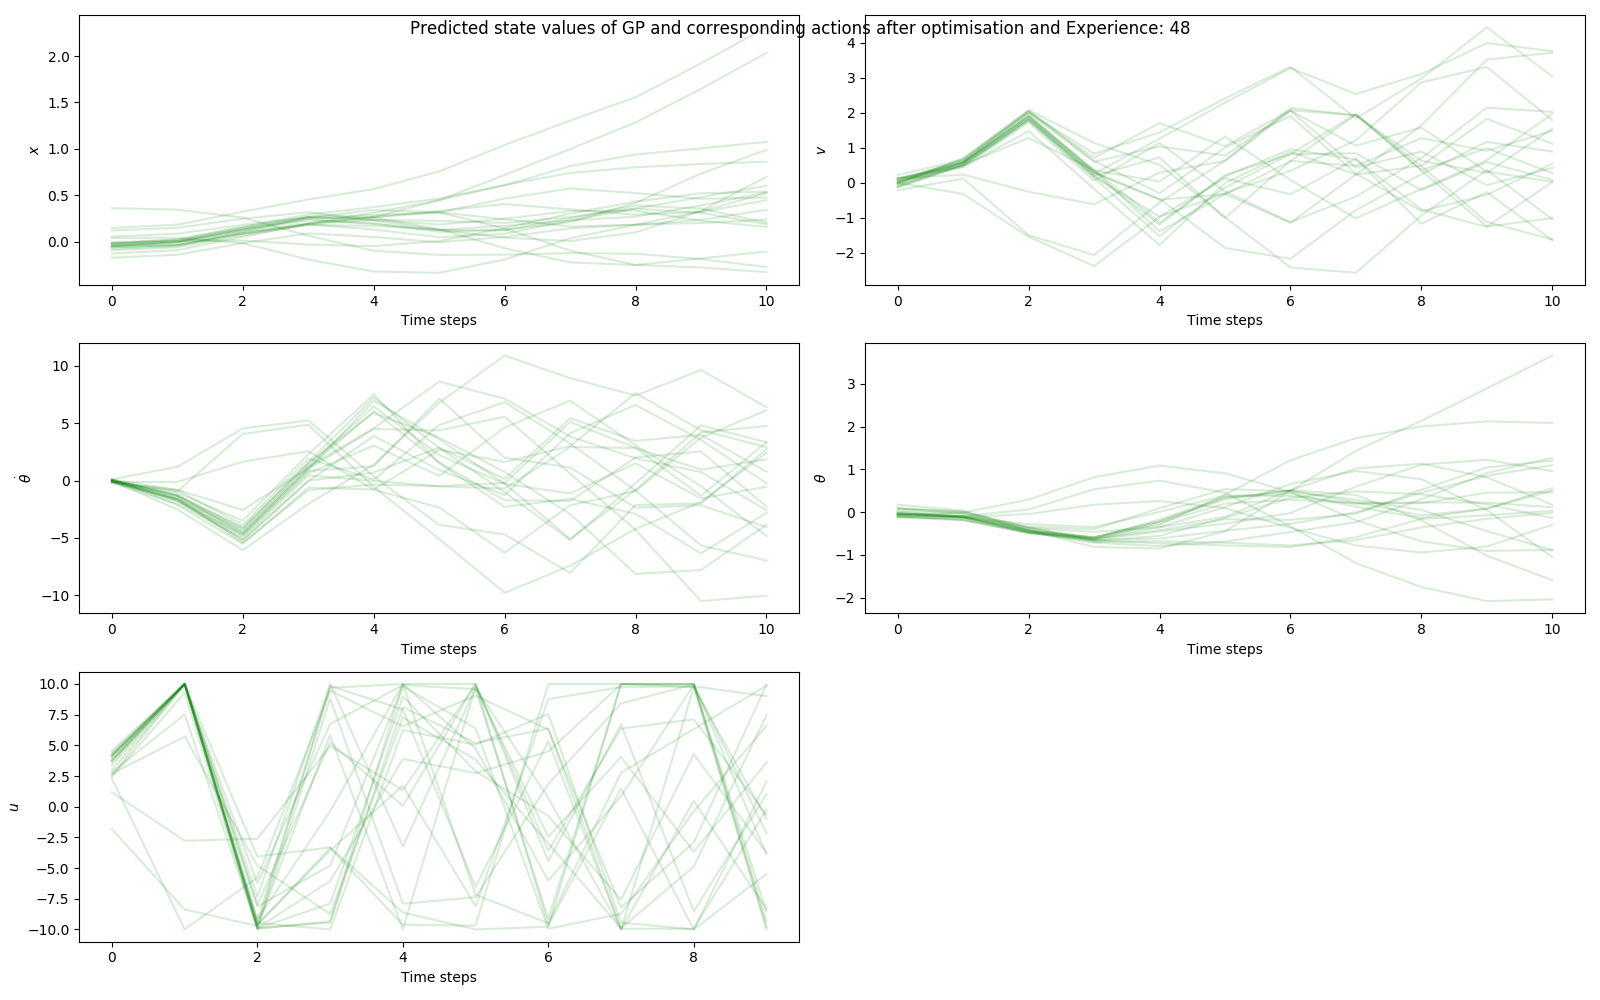 Predicted state values of GP and corresponding actions after optimisation and Experience: 48
2.0
1.5
1.0
0.5
0.0
x
0 2 4 6 8 10
Time steps
4
3
2
1
0
−1
−2
v
0 2 4 6 8 10
Time steps
10
5
0
−5
−10
θ̇
0 2 4 6 8 10
Time steps
3
2
1
0
−1
−2
θ
0 2 4 6 8 10
Time steps
10.0
7.5
5.0
2.5
0.0
−2.5
−5.0
−7.5
−10.0
u
0 2 4 6 8
Time steps